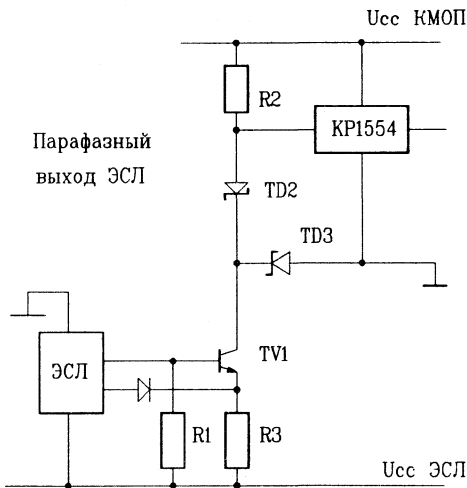 Ucc КМОП
R2
КР1554
Парафазный
выход ЭСЛ
TD2
TD3
TV1
ЭСЛ
R1
R3
Ucc ЭСЛ